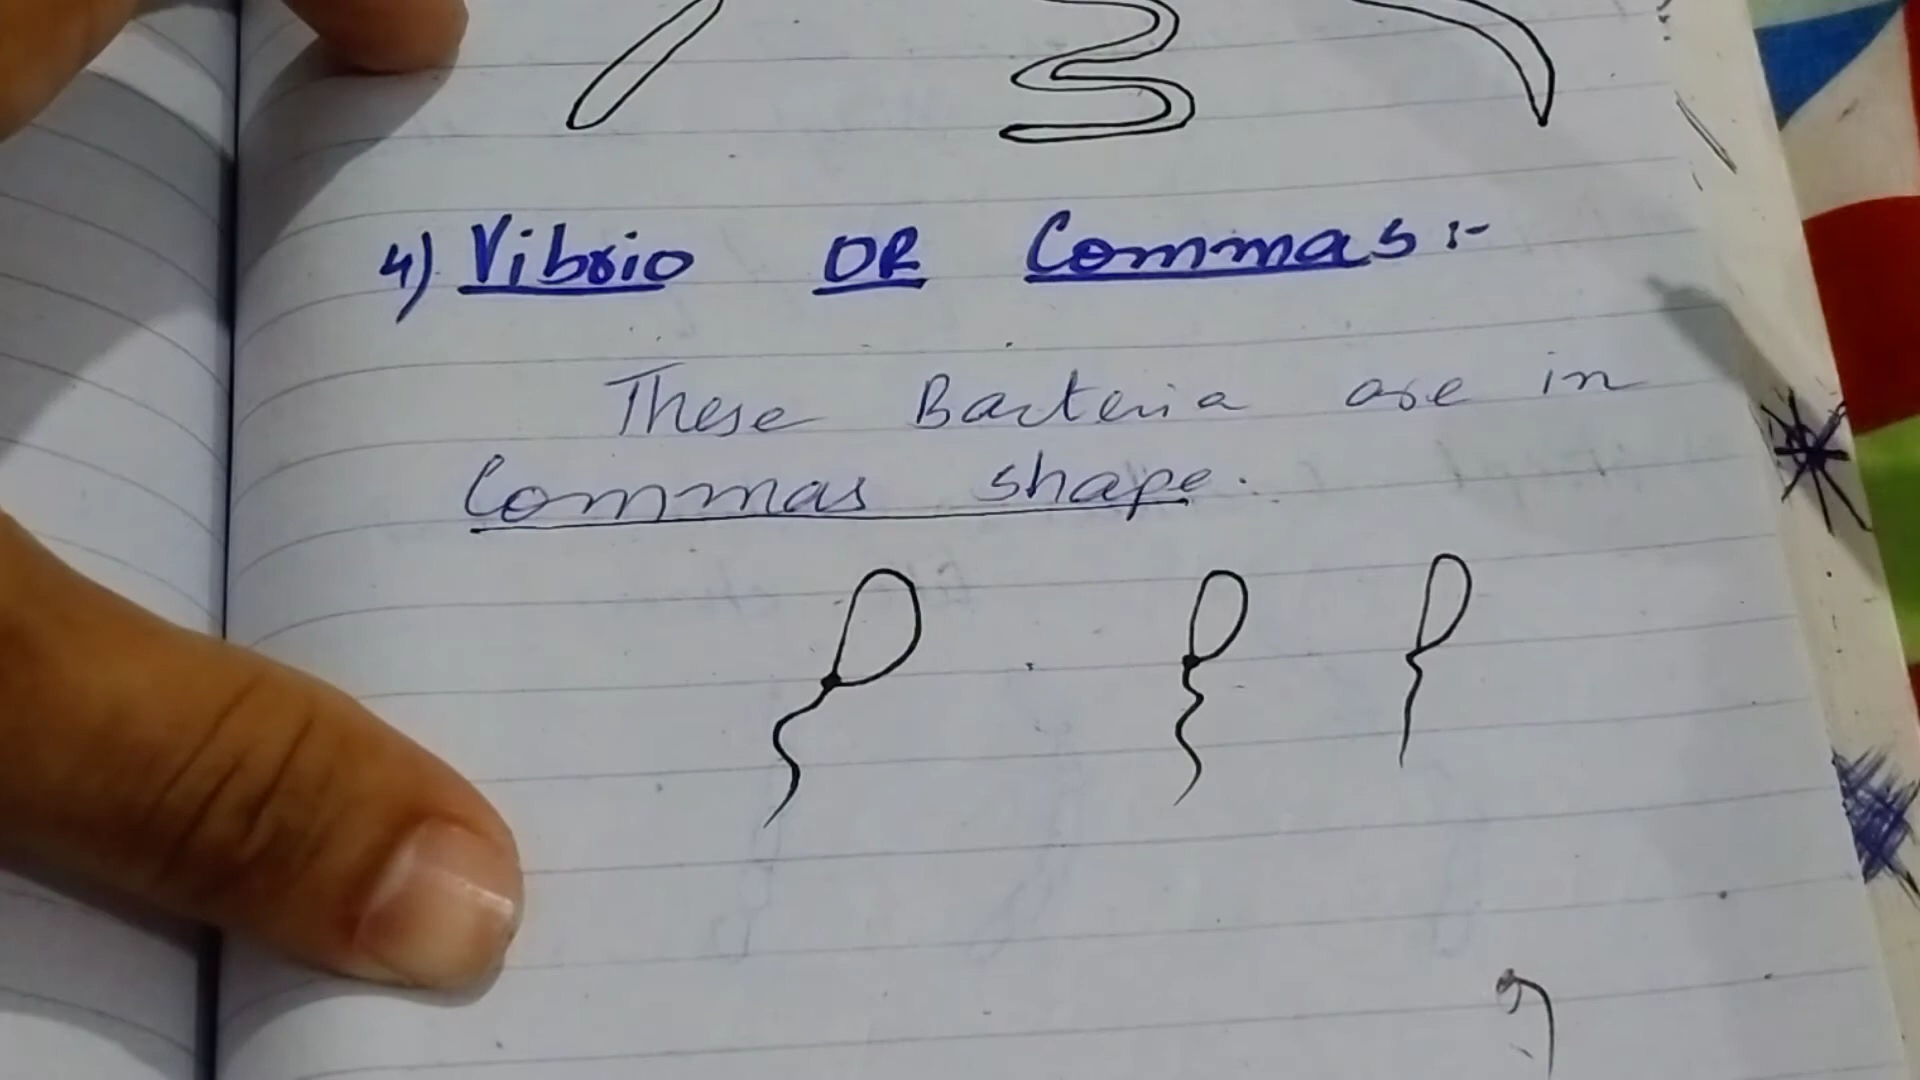 4) Vibrio OR Commas :-
These Bacteria are in
Commas shape.